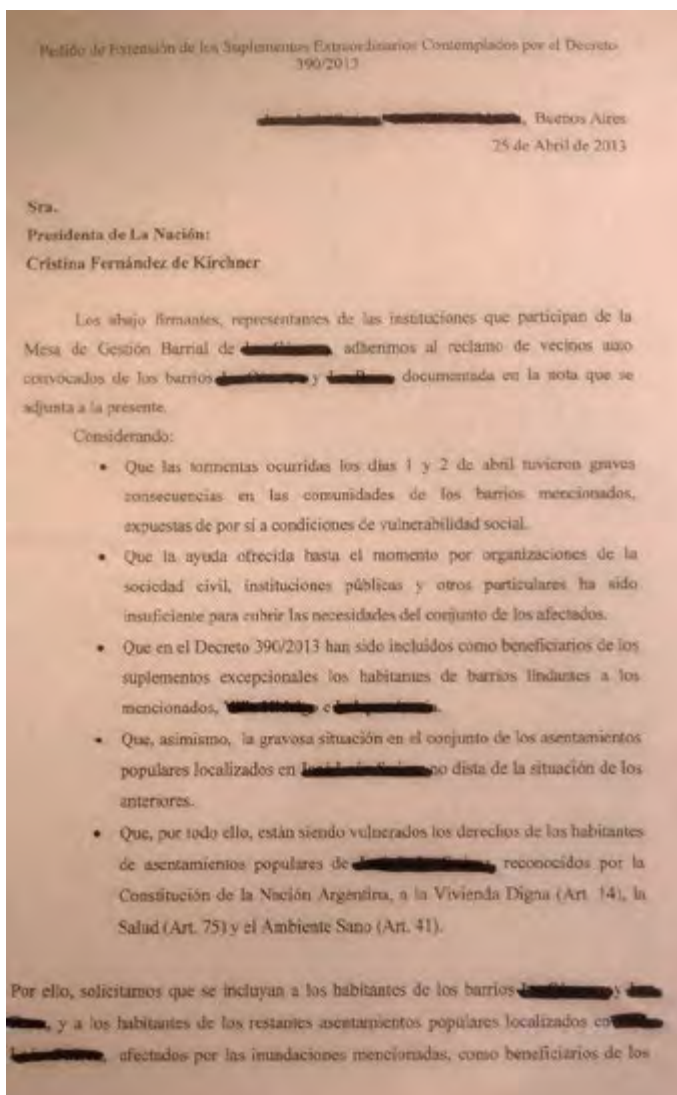 Pedido de Extensión de los Suplementos Extraordinarios Contemplados por el Decreto
390/2013
, Buenos Aires
25 de Abril de 2013
Sra.
Presidenta de La Nación:
Cristina Fernández de Kirchner
Los abajo firmantes, representantes de las instituciones que participan de la
Mesa de Gestión Barrial de , adherimos al reclamo de vecinos auto
convocados de los barrios y documentada en la nota que se
adjunta a la presente.
Considerando:
• Que las tormentas ocurridas los días 1 y 2 de abril tuvieron graves
consecuencias en las comunidades de los barrios mencionados,
expuestas de por sí a condiciones de vulnerabilidad social.
• Que la ayuda ofrecida hasta el momento por organizaciones de la
sociedad civil, instituciones públicas y otros particulares ha sido
insuficiente para cubrir las necesidades del conjunto de los afectados.
• Que en el Decreto 390/2013 han sido incluidos como beneficiarios de los
suplementos excepcionales los habitantes de barrios lindantes a los
mencionados, e .
• Que, asimismo, la gravosa situación en el conjunto de los asentamientos
populares localizados en no dista de la situación de los
anteriores.
• Que, por todo ello, están siendo vulnerados los derechos de los habitantes
de asentamientos populares de , reconocidos por la
Constitución de la Nación Argentina, a la Vivienda Digna (Art. 14), la
Salud (Art. 75) y el Ambiente Sano (Art. 41).
Por ello, solicitamos que se incluyan a los habitantes de los barrios y
, y a los habitantes de los restantes asentamientos populares localizados en
, afectados por las inundaciones mencionadas, como beneficiarios de los